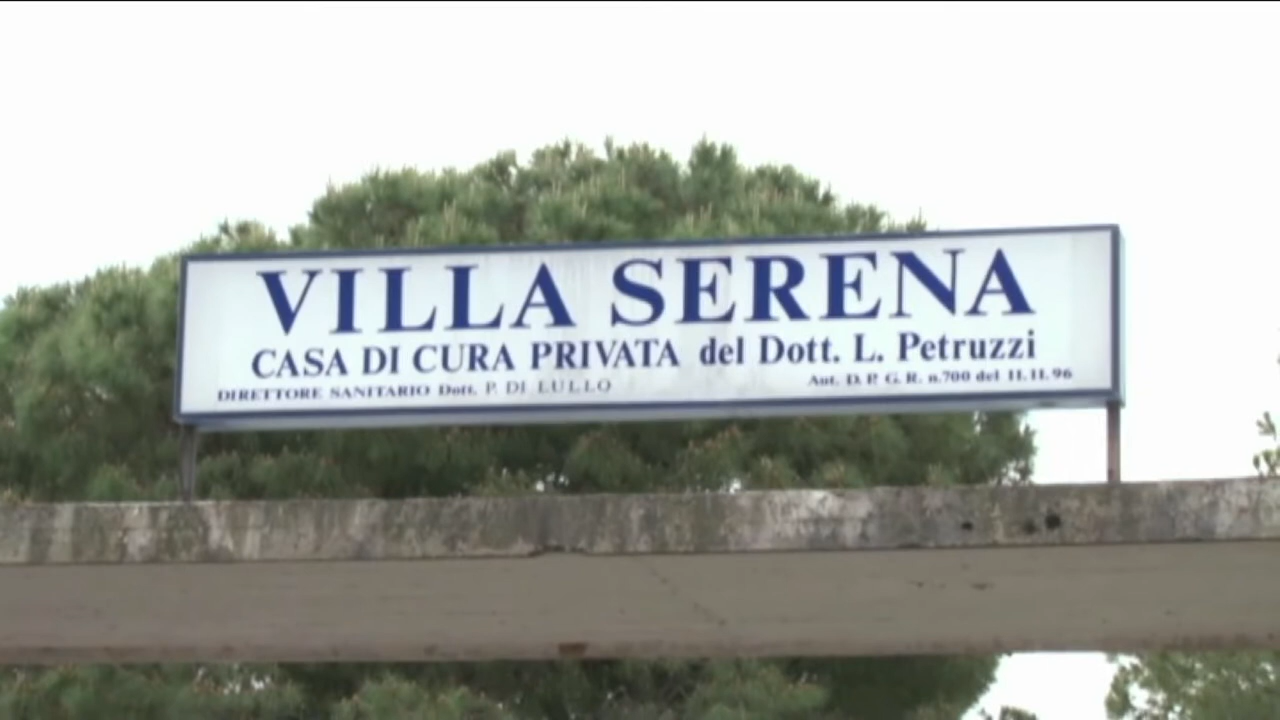 VILLA SERENA
CASA DI CURA PRIVATA del Dott. L. Petruzzi
DIRETTORE SANITARIO Dott. P. DI LULLO
Aut. D. P. G. R. n.700 del 11.11.96